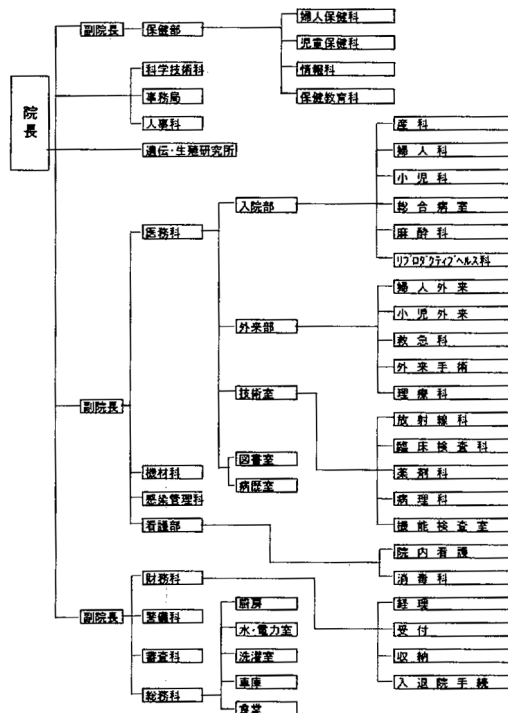 院長
副院長
保健部
婦人保健科
児童保健科
情報科
保健教育科
科学技術科
事務局
人事科
遺伝・生殖研究所
副院長
医務科
入院部
産科
婦人科
小児科
総合病室
麻酔科
リプロダクティブヘルス科
外来部
婦人外来
小児外来
救急科
外来手術
理療科
技術室
放射線科
臨床検査科
薬剤科
病理科
機能検査室
図書室
病歴室
機材科
感染管理科
看護部
院内看護
消毒科
副院長
財務科
経理
受付
収納
入退院手続
警備科
審査科
総務科
厨房
水・電力室
洗濯室
車庫
食堂